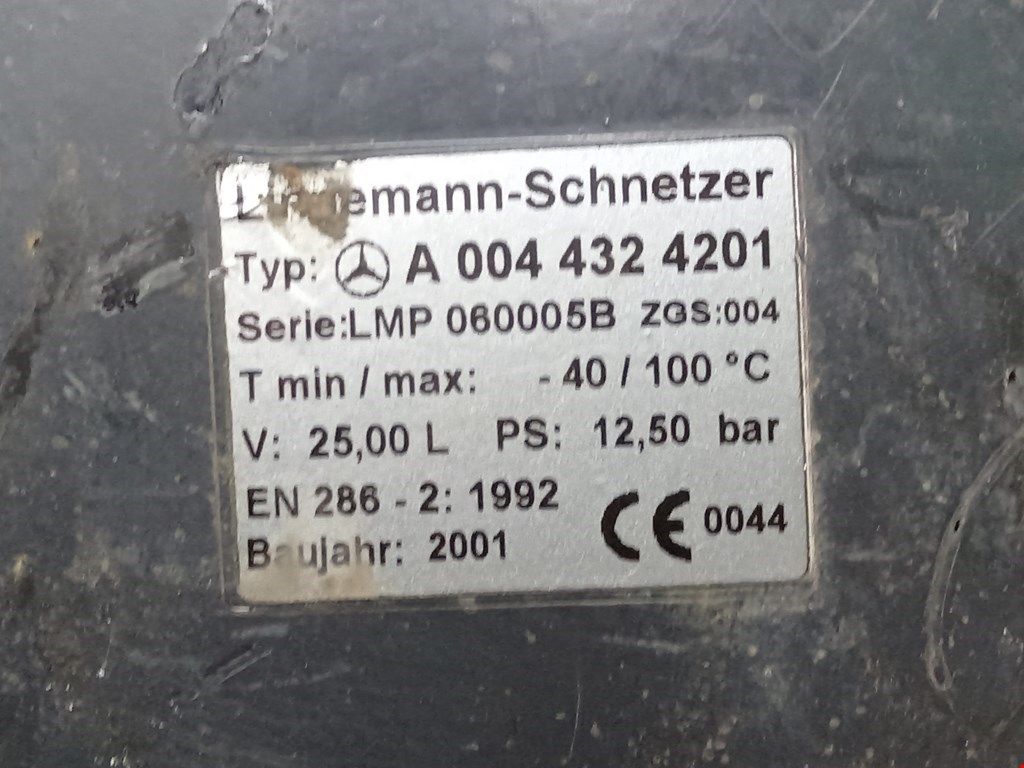 -Schnetzer
Typ: A 004 432 4201
Serie:LMP 060005B ZGS:004
T min / max: - 40 / 100 °C
V: 25,00 L PS: 12,50 bar
EN 286 - 2: 1992
CE 0044
Baujahr: 2001